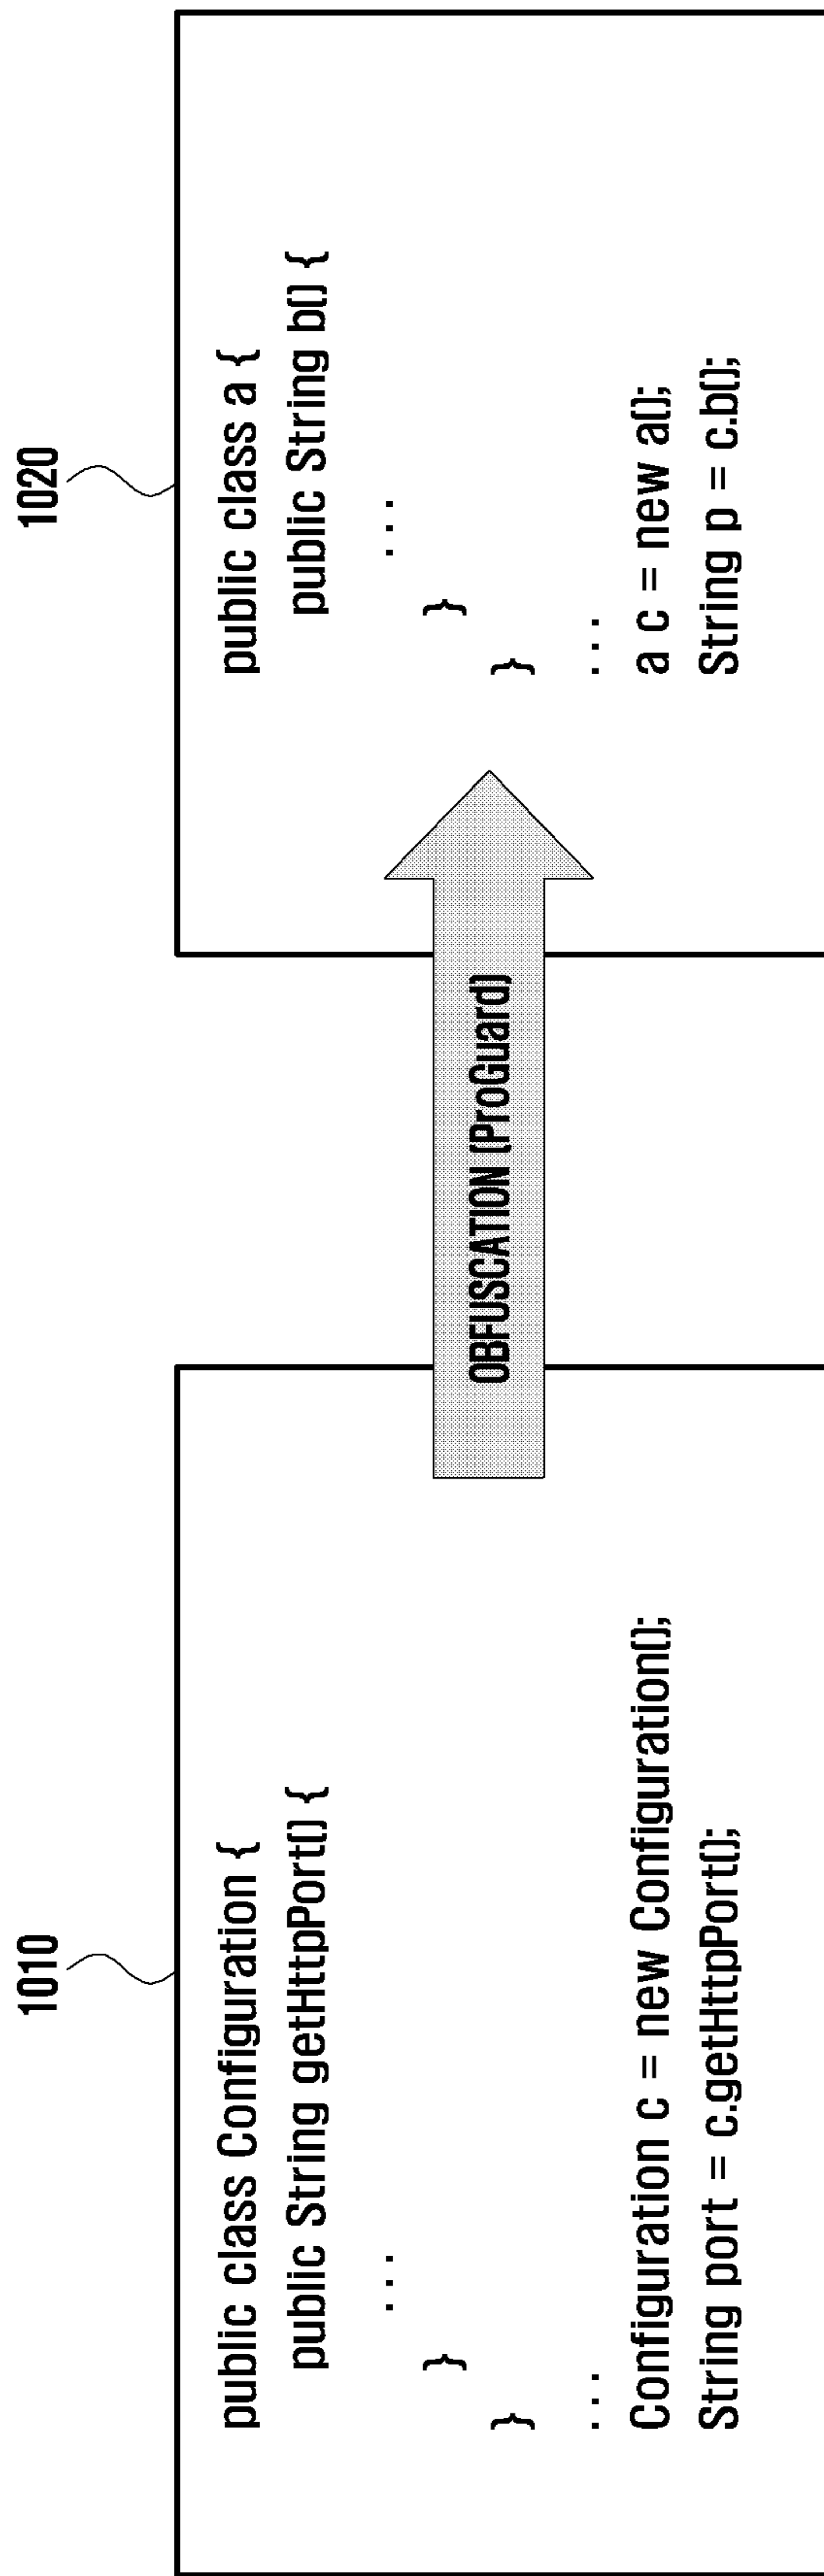 1010
public class Configuration {
public String getHttpPort() {
...
}
}
...
Configuration c = new Configuration();
String port = c.getHttpPort();
OBFUSCATION (ProGuard)
1020
public class a {
public String b() {
...
}
}
...
a c = new a();
String p = c.b();